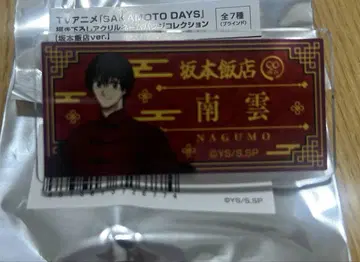 TVアニメ「SAKAMOTO DAYS」
全7種
(ブラインド)
【坂本飯店ver.】
坂本飯店
南雲
NAGUMO
©YS/S.SP
©YS/S.SP